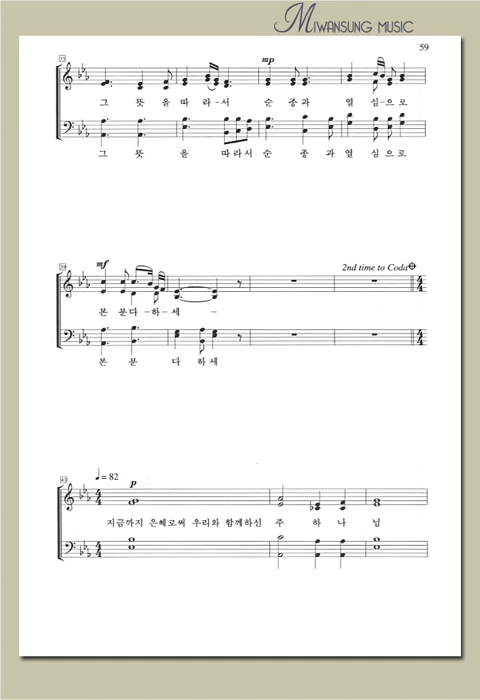 MIWANSUNG MUSIC
59
35
mp
그 뜻 을 따 라-서 순 종 과 열 심-으 로
그 뜻 을 따라서 순 종 과 열 심 으 로
39
mf
2nd time to Coda
본 분다-하-세 -
본 분 다 하 세
43
♩= 82
p
지금까지 은혜로써 우리와 함께하신 주 하 나 님